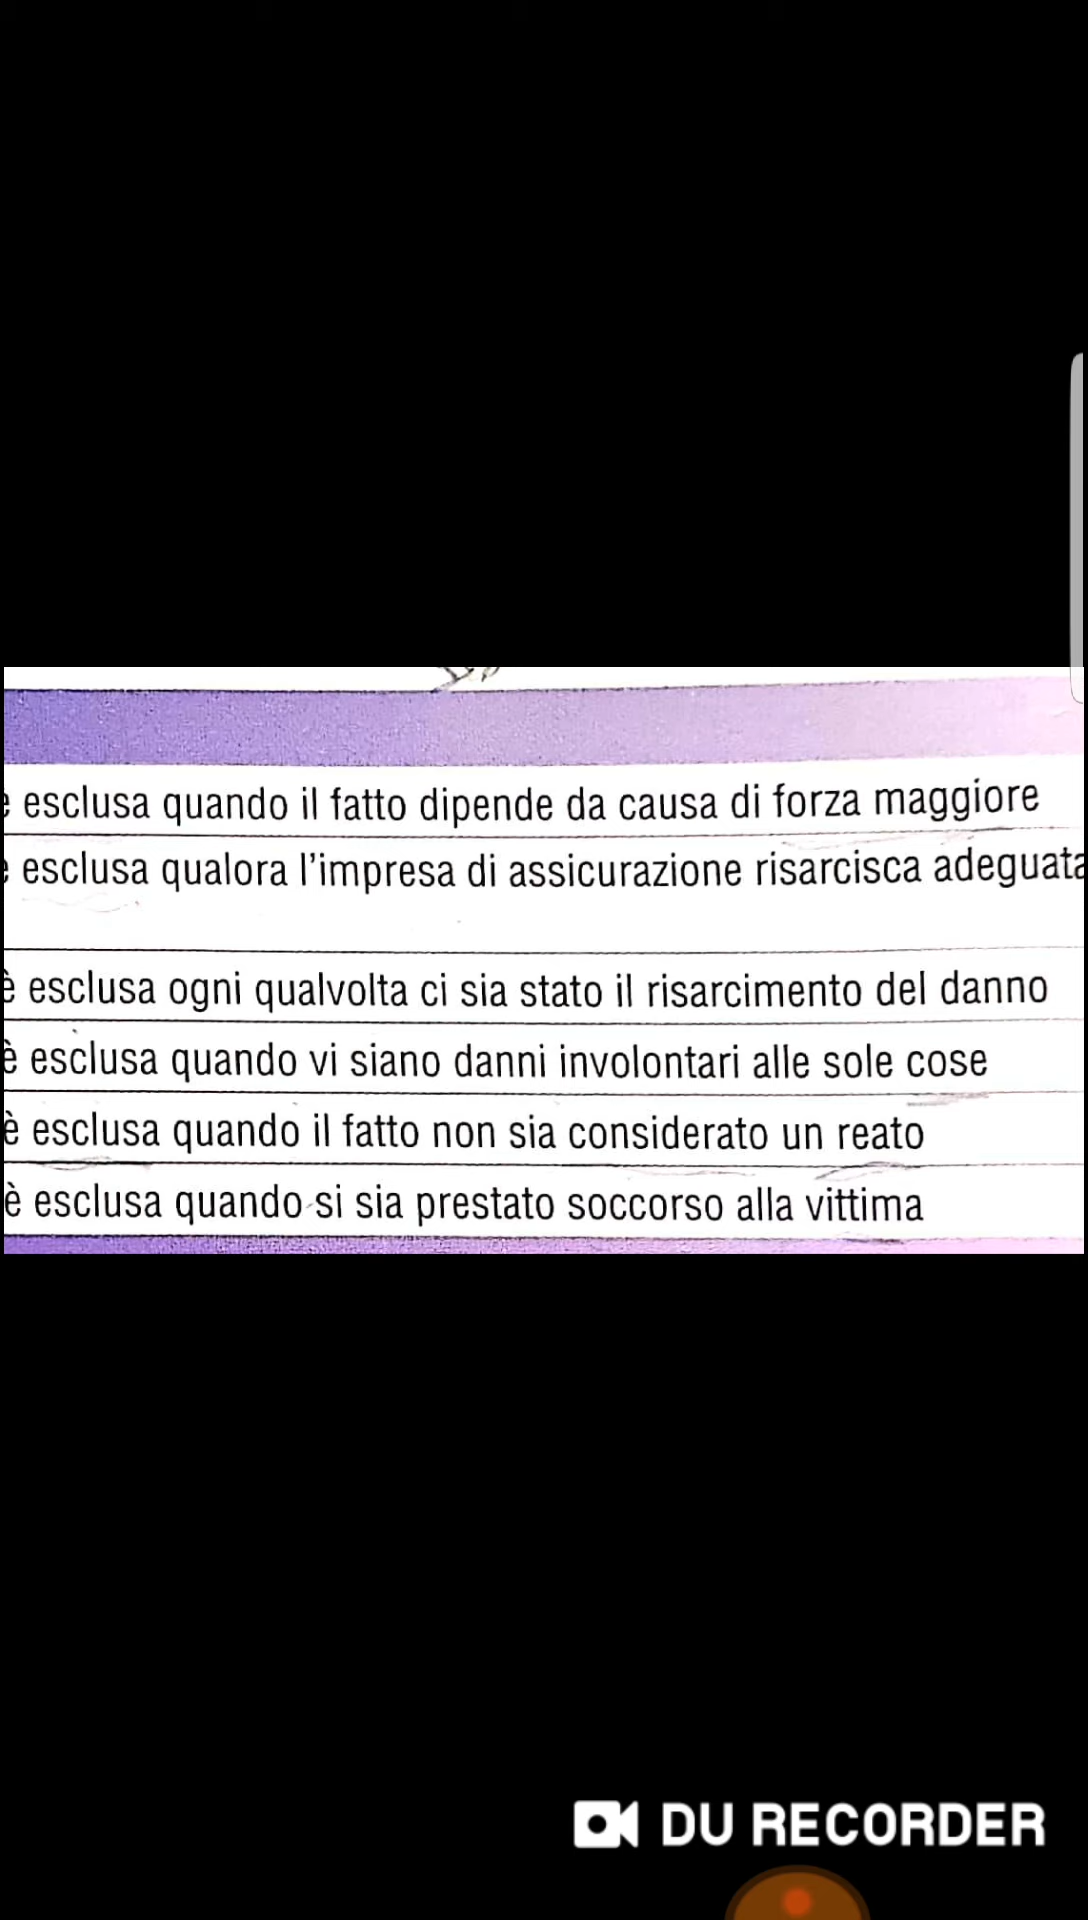 è esclusa quando il fatto dipende da causa di forza maggiore
è esclusa qualora l'impresa di assicurazione risarcisca adeguata
è esclusa ogni qualvolta ci sia stato il risarcimento del danno
è esclusa quando vi siano danni involontari alle sole cose
è esclusa quando il fatto non sia considerato un reato
è esclusa quando si sia prestato soccorso alla vittima
DU RECORDER